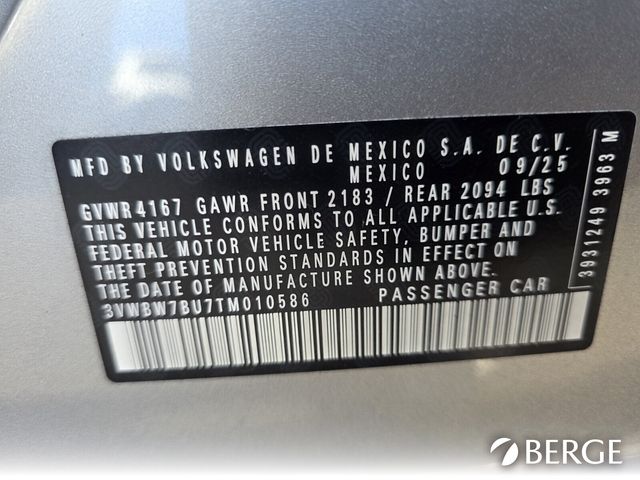 MFD BY VOLKSWAGEN DE MEXICO S.A. DE C.V.
MEXICO 09/25
GVWR 4167 GAWR FRONT 2183 / REAR 2094 LBS
THIS VEHICLE CONFORMS TO ALL APPLICABLE U.S.
FEDERAL MOTOR VEHICLE SAFETY, BUMPER AND
THEFT PREVENTION STANDARDS IN EFFECT ON
THE DATE OF MANUFACTURE SHOWN ABOVE.
3VWBW7BU7TM010586 PASSENGER CAR
3931249 3963 M
BERGE